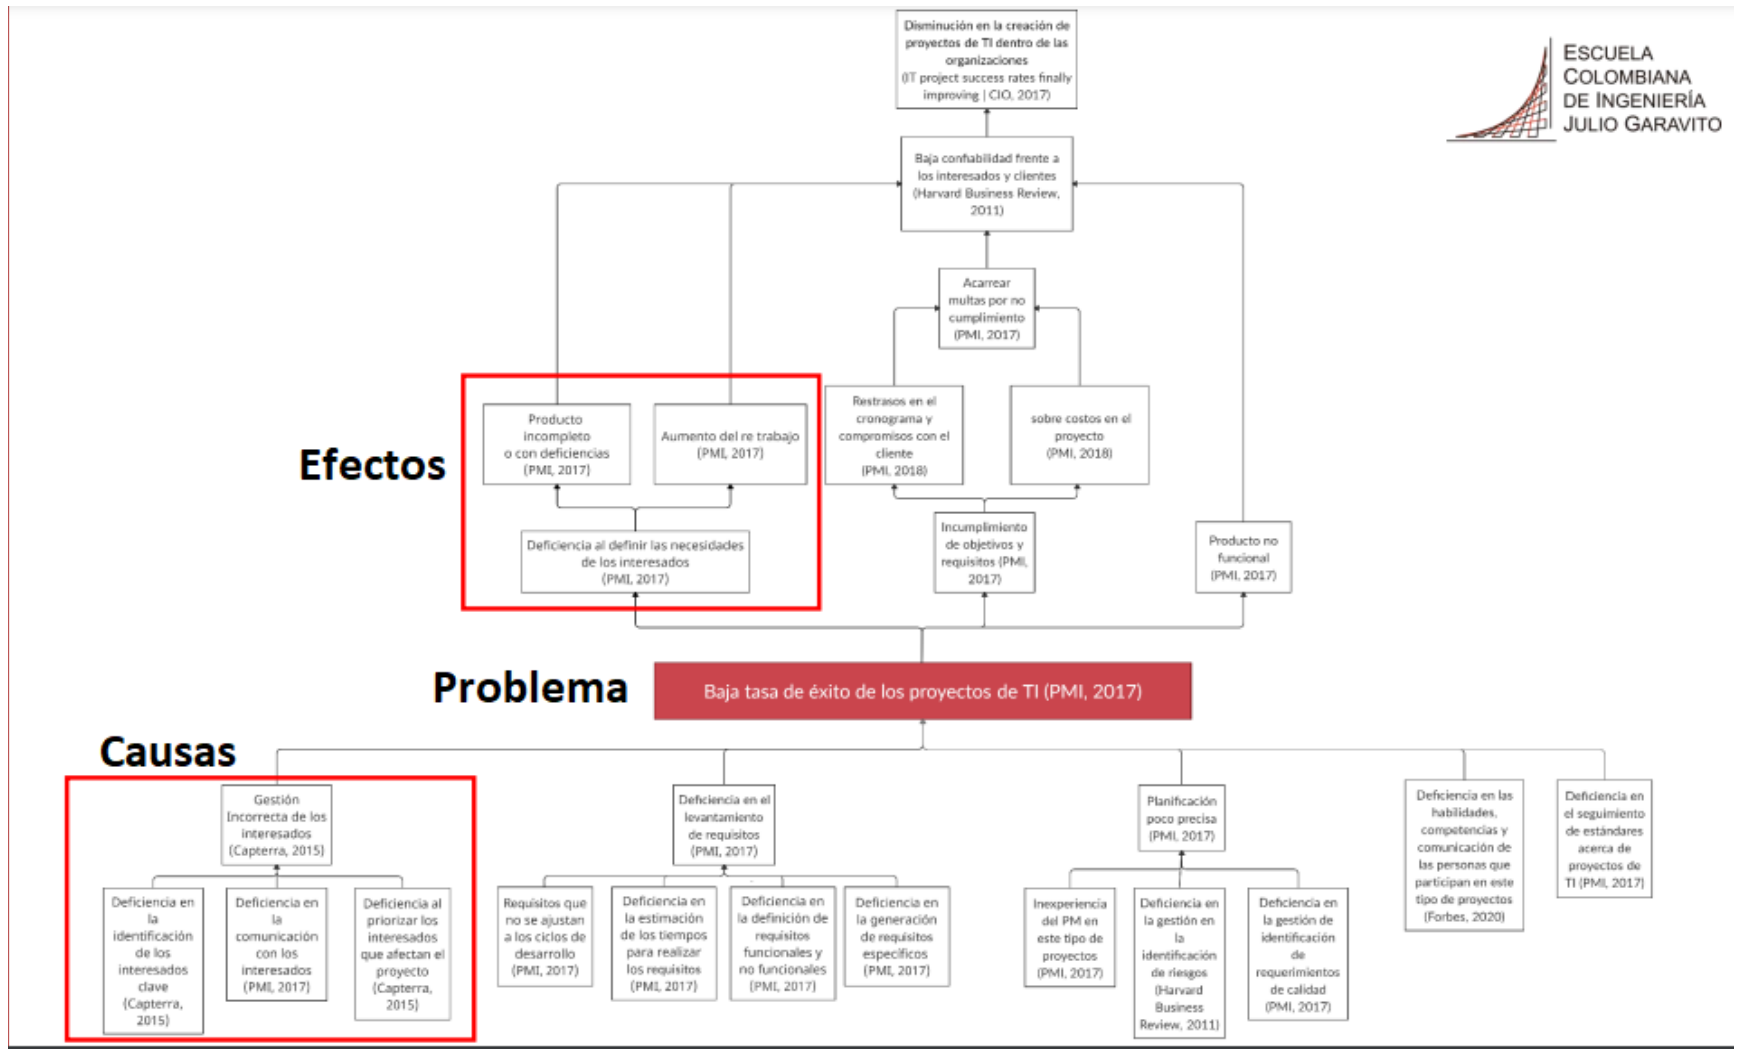 Disminución en la creación de
proyectos de TI dentro de las
organizaciones
(IT project success rates finally
improving | CIO, 2017)
ESCUELA
COLOMBIANA
DE INGENIERÍA
JULIO GARAVITO
Baja confiabilidad frente a
los interesados y clientes
(Harvard Business Review,
2011)
Acarrear
multas por no
cumplimiento
(PMI, 2017)
Efectos
Producto
incompleto
o con deficiencias
(PMI, 2017)
Aumento del re trabajo
(PMI, 2017)
Restrasos en el
cronograma y
compromisos con el
cliente
(PMI, 2018)
sobre costos en el
proyecto
(PMI, 2018)
Deficiencia al definir las necesidades
de los interesados
(PMI, 2017)
Incumplimiento
de objetivos y
requisitos (PMI,
2017)
Producto no
funcional
(PMI, 2017)
Problema
Baja tasa de éxito de los proyectos de TI (PMI, 2017)
Causas
Gestión
Incorrecta de los
interesados
(Capterra, 2015)
Deficiencia en el
levantamiento
de requisitos
(PMI, 2017)
Planificación
poco precisa
(PMI, 2017)
Deficiencia en las
habilidades,
competencias y
comunicación de
las personas que
participan en este
tipo de proyectos
(Forbes, 2020)
Deficiencia en
el seguimiento
de estándares
acerca de
proyectos de
TI (PMI, 2017)
Deficiencia en
la
identificación
de los
interesados
clave
(Capterra,
2015)
Deficiencia en
la
comunicación
con los
interesados
(PMI, 2017)
Deficiencia al
priorizar los
interesados
que afectan el
proyecto
(Capterra,
2015)
Requisitos que
no se ajustan
a los ciclos de
desarrollo
(PMI, 2017)
Deficiencia en
la estimación
de los tiempos
para realizar
los requisitos
(PMI, 2017)
Deficiencia en
la definición de
requisitos
funcionales y
no funcionales
(PMI, 2017)
Deficiencia en
la generación
de requisitos
específicos
(PMI, 2017)
Inexperiencia
del PM en
este tipo de
proyectos
(PMI, 2017)
Deficiencia en
la gestión en
la
identificación
de riesgos
(Harvard
Business
Review, 2011)
Deficiencia en
la gestión de
identificación
de
requerimientos
de calidad
(PMI, 2017)